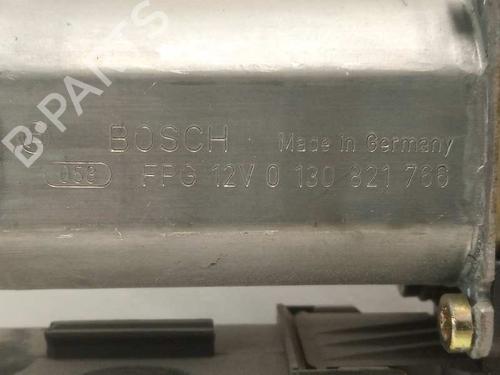 B-PARTS
BOSCH Made in Germany
058 FPG 12V 0 130 821 766